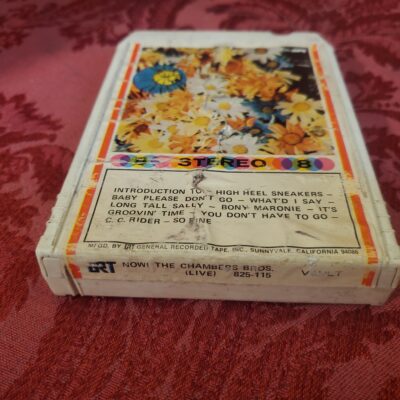 STEREO 8
INTRODUCTION TO – HIGH HEEL SNEAKERS –
BABY PLEASE DON'T GO – WHAT'D I SAY –
LONG TALL SALLY – BONY MARONIE – IT'S
GROOVIN' TIME – YOU DON'T HAVE TO GO –
C. C. RIDER – SO FINE
MFGD. BY GRT GENERAL RECORDED TAPE, INC., SUNNYVALE, CALIFORNIA 94086
GRT NOW! THE CHAMBERS BROS. VAULT
(LIVE) 825-115